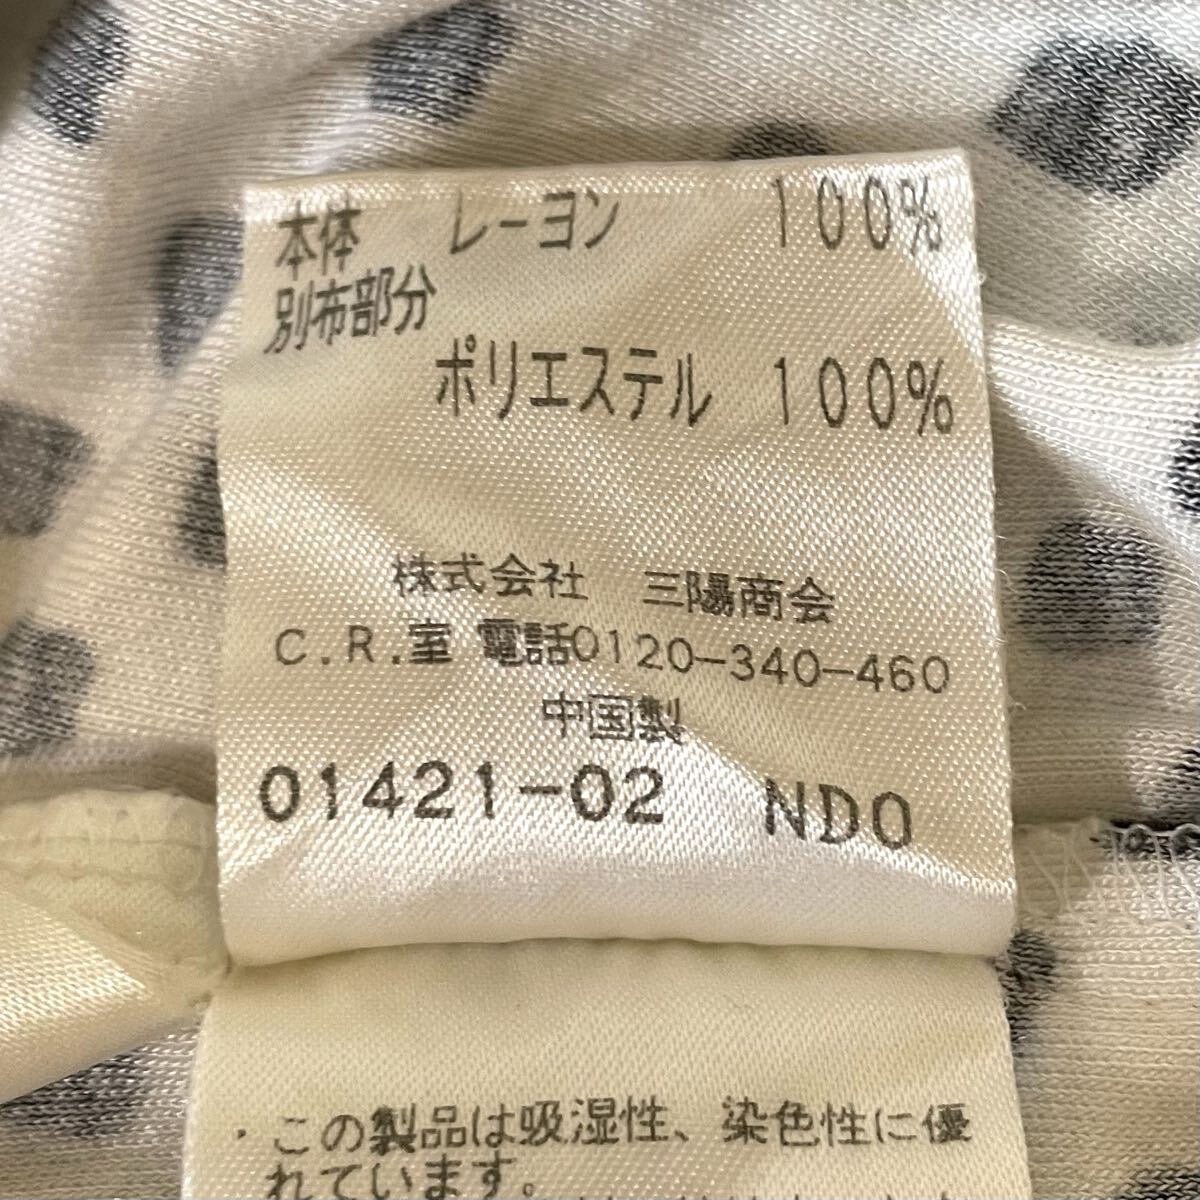 本体 レーヨン 100%
別布部分
ポリエステル 100%
株式会社 三陽商会
C.R.室 電話0120-340-460
中国製
01421-02 NDO
・この製品は吸湿性、染色性に優
れています。